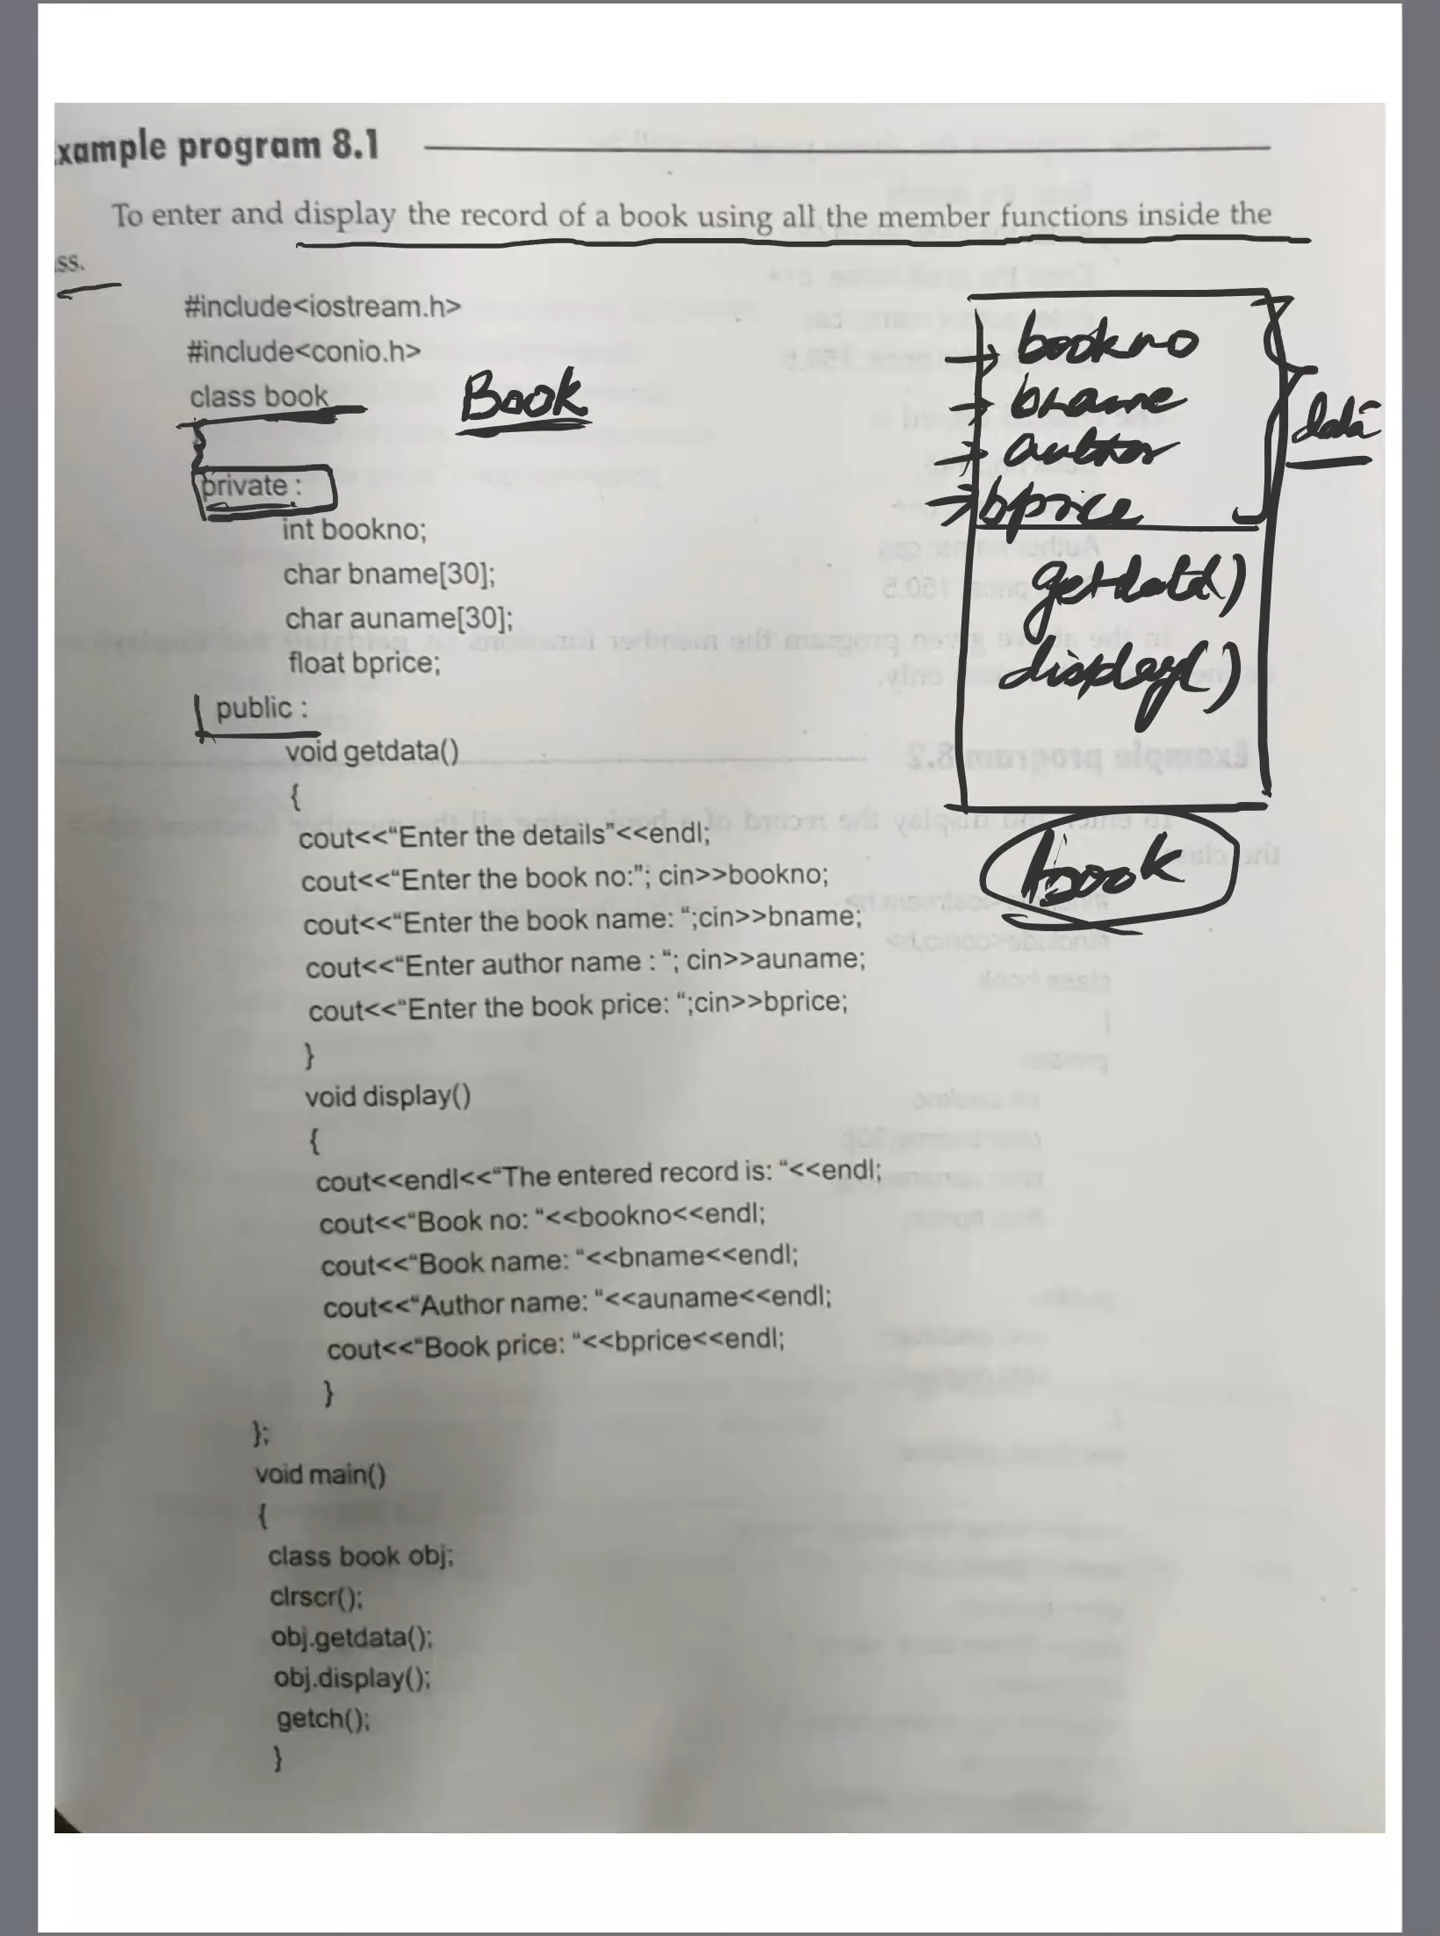 xample program 8.1
To enter and display the record of a book using all the member functions inside the
ss.
#include<iostream.h>
#include<conio.h>
class book
Book
private :
int bookno;
char bname[30];
char auname[30];
float bprice;
public :
void getdata()
{
cout<<“Enter the details”<<endl;
cout<<“Enter the book no:”; cin>>bookno;
cout<<“Enter the book name: “;cin>>bname;
cout<<“Enter author name : “; cin>>auname;
cout<<“Enter the book price: “;cin>>bprice;
}
void display()
{
cout<<endl<<“The entered record is: “<<endl;
cout<<“Book no: “<<bookno<<endl;
cout<<“Book name: “<<bname<<endl;
cout<<“Author name: “<<auname<<endl;
cout<<“Book price: “<<bprice<<endl;
}
};
void main()
{
class book obj;
clrscr();
obj.getdata();
obj.display();
getch();
}
bookno
bname
author
bprice
data
getdata()
display()
book